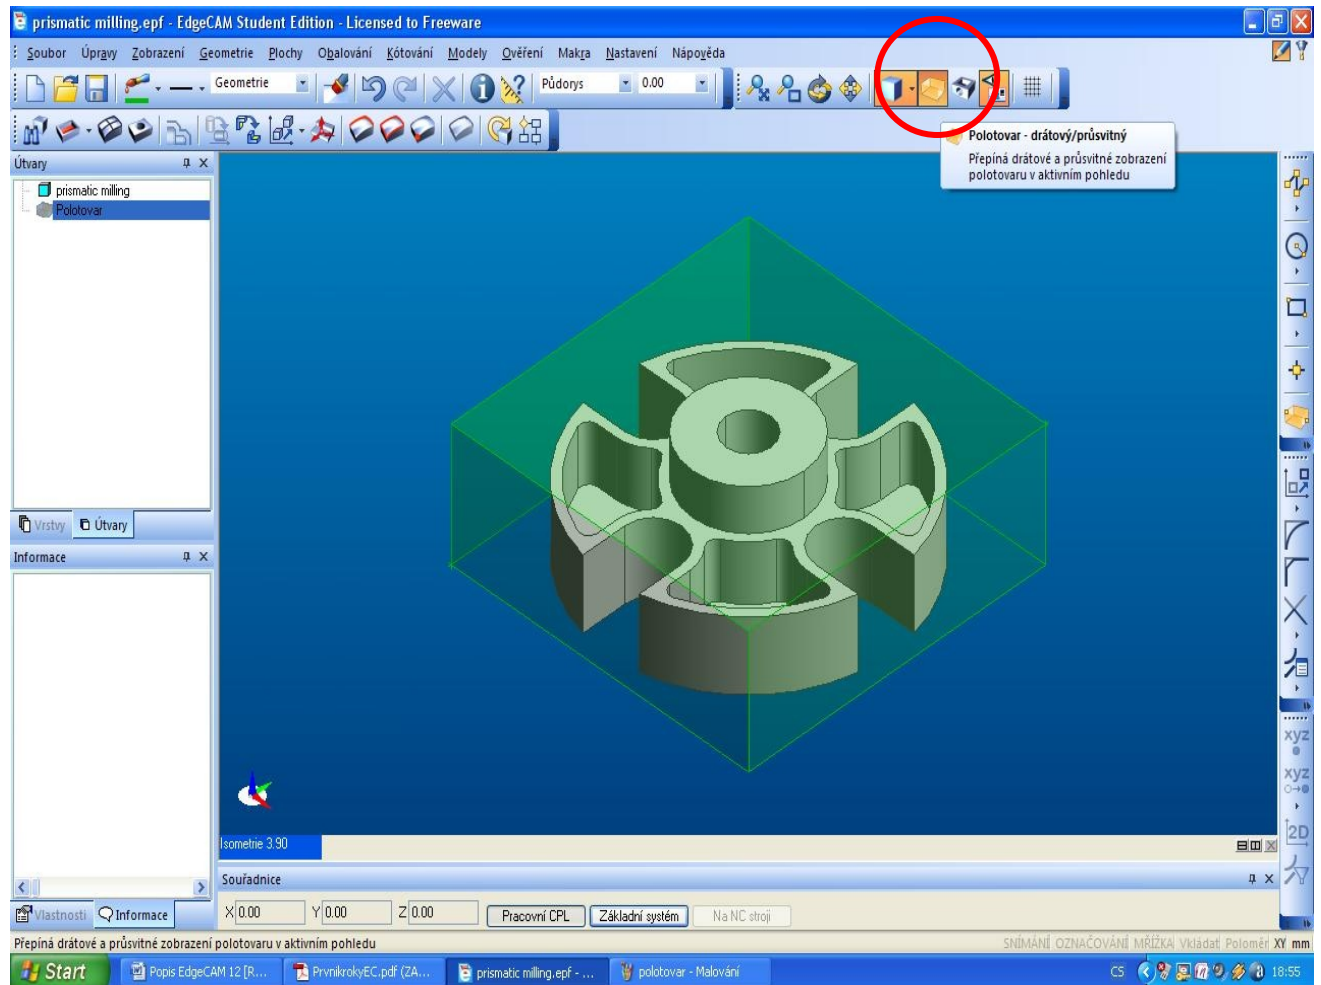 prismatic milling.epf - EdgeCAM Student Edition - Licensed to Freeware
Soubor Úpravy Zobrazení Geometrie Plochy Obalování Kótování Modely Ověření Makra Nastavení Nápověda
Geometrie Půdorys 0.00
Polotovar - drátový/průsvitný
Přepíná drátové a průsvitné zobrazení
polotovaru v aktivním pohledu
Útvary
prismatic milling
Polotovar
Vrstvy Útvary
Informace
xyz
xyz
2D
Isometrie 3.90
Souřadnice
Vlastnosti Informace
X 0.00 Y 0.00 Z 0.00 Pracovní CPL Základní systém Na NC stroji
Přepíná drátové a průsvitné zobrazení polotovaru v aktivním pohledu
SNÍMÁNÍ OZNAČOVÁNÍ MŘÍŽKA Vkládat Poloměr XY mm
Start Popis EdgeCAM 12 [R... PrvnikrokyEC.pdf (ZA... prismatic milling.epf - ... polotovar - Malování CS 18:55